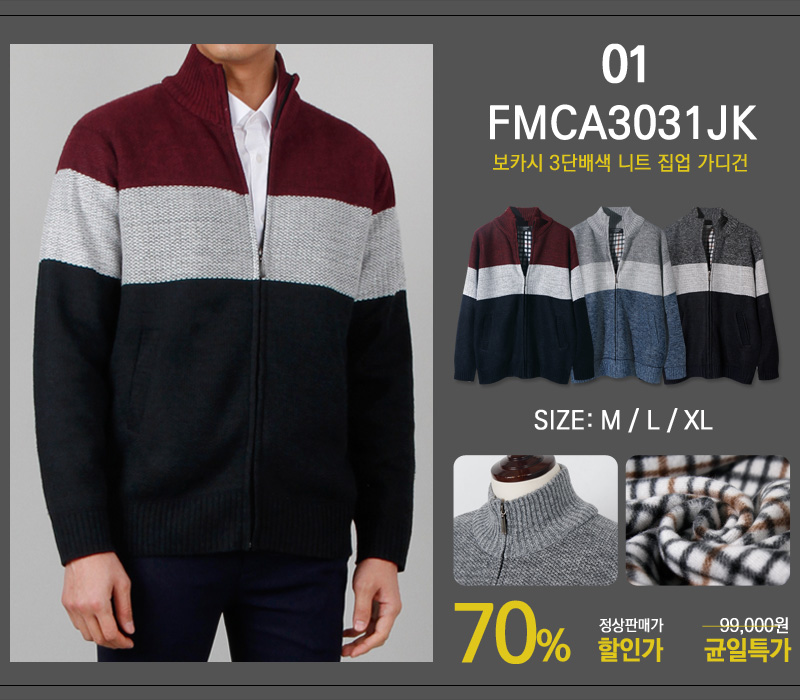 01
FMCA3031JK
보카시 3단배색 니트 집업 가디건
SIZE: M / L / XL
70%
정상판매가 99,000원
할인가 균일특가